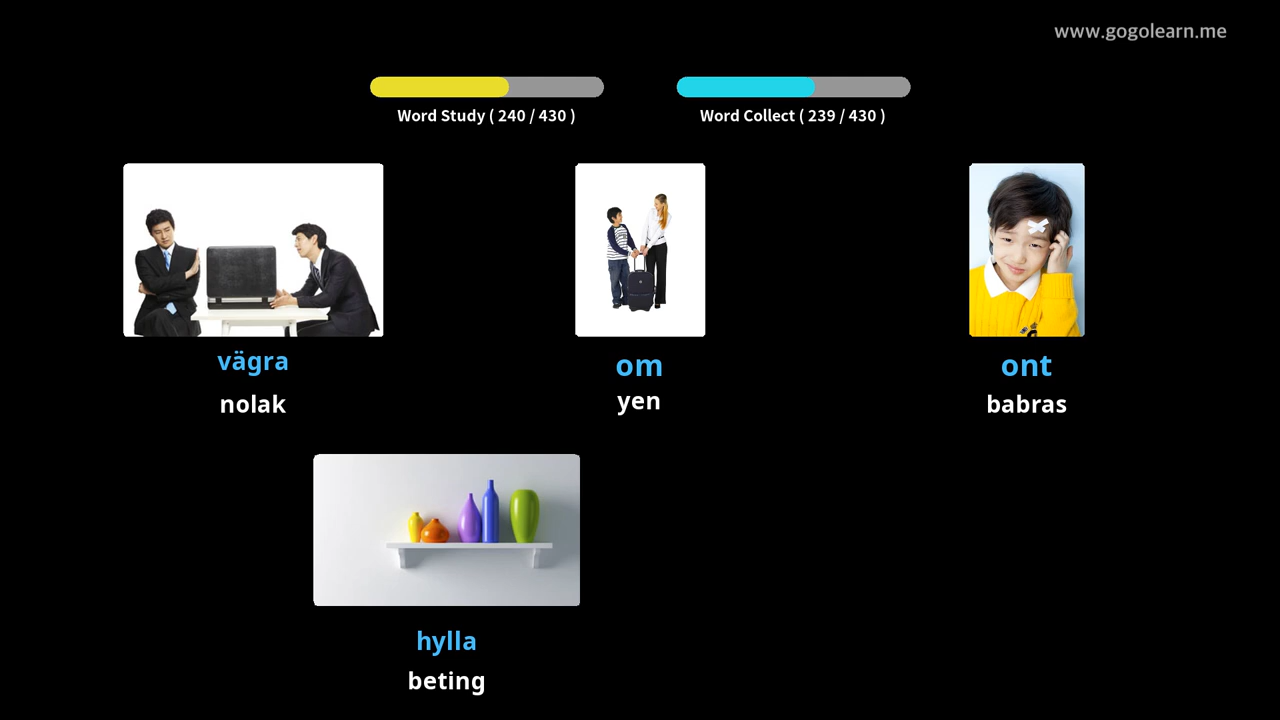 www.gogolearn.me
Word Study ( 240 / 430 )
Word Collect ( 239 / 430 )
vägra
nolak
om
yen
ont
babras
hylla
beting